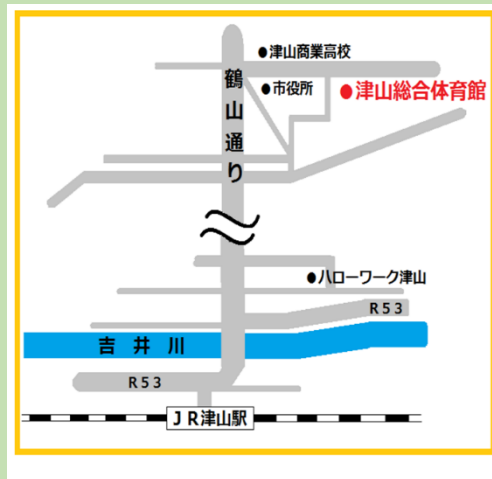 ●津山商業高校
●市役所
●津山総合体育館
鶴山通り
●ハローワーク津山
R53
吉井川
R53
JR津山駅